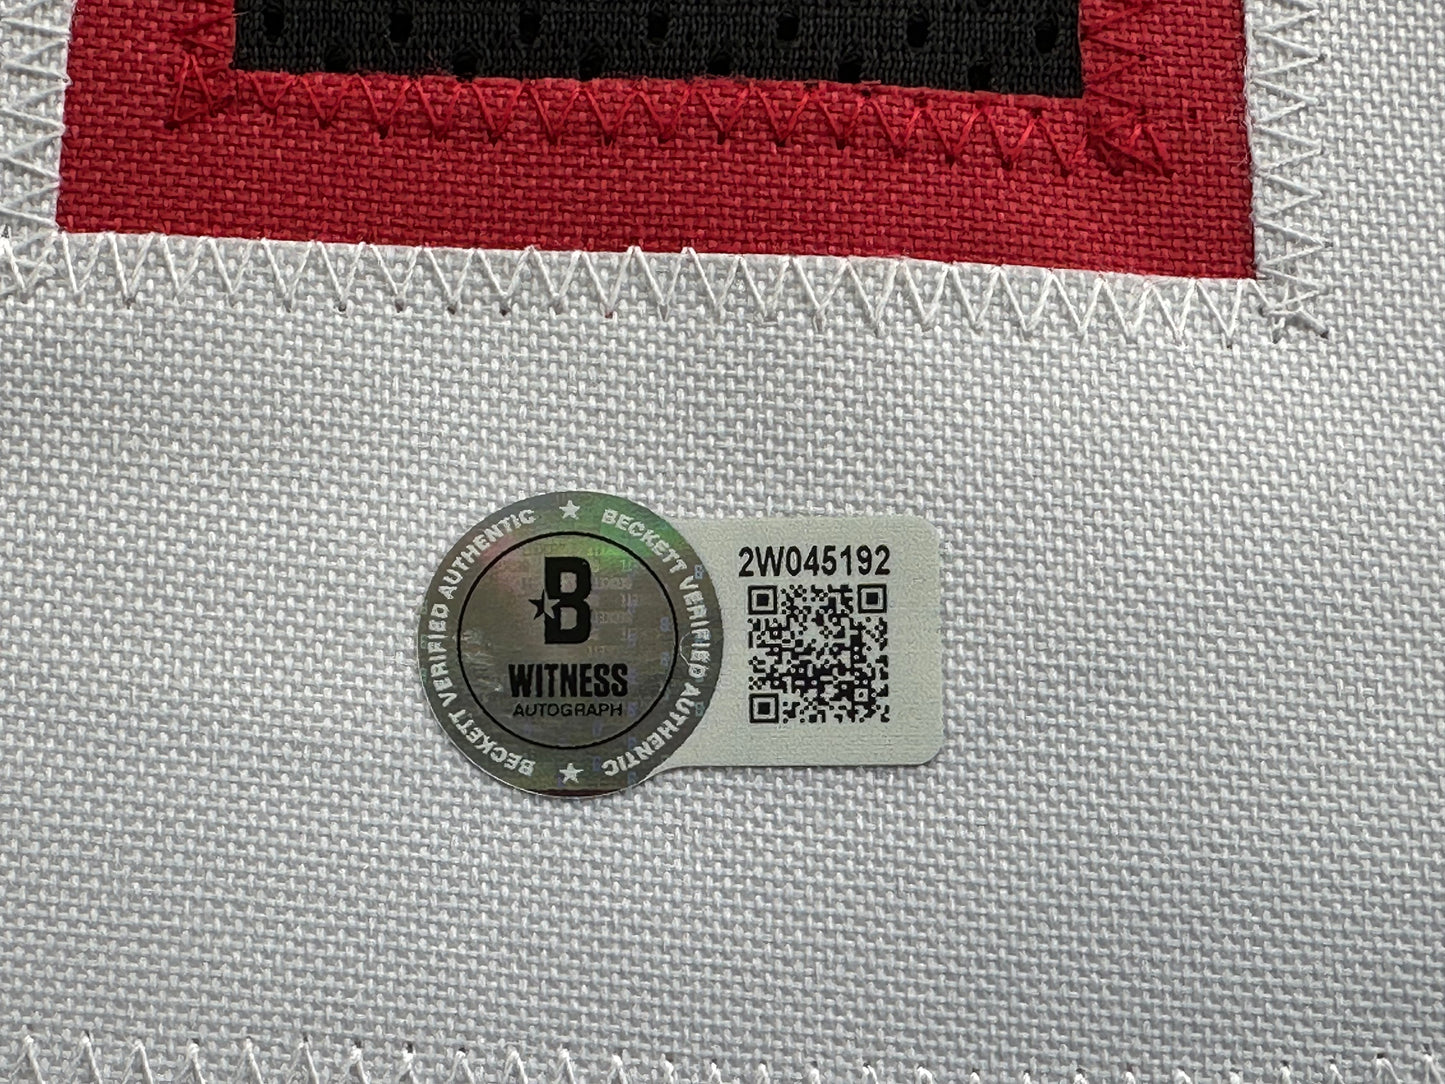 BECKETT VERIFIED AUTHENTIC
BECKETT VERIFIED AUTHENTIC
B
WITNESS
AUTOGRAPH
2W045192